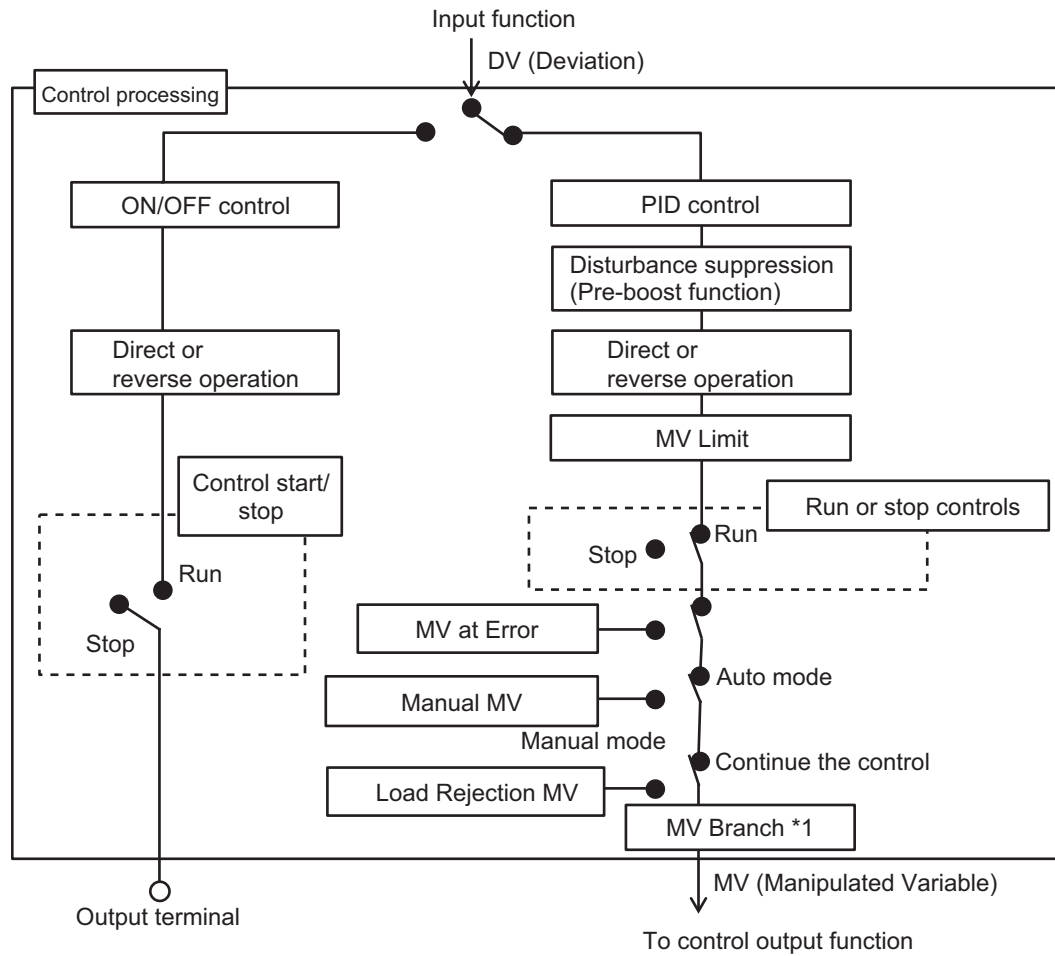 Input function
DV (Deviation)
Control processing
ON/OFF control
PID control
Disturbance suppression
(Pre-boost function)
Direct or
reverse operation
Direct or
reverse operation
MV Limit
Control start/
stop
Run or stop controls
Run
Stop
Run
Stop
MV at Error
Auto mode
Manual MV
Manual mode
Continue the control
Load Rejection MV
MV Branch *1
MV (Manipulated Variable)
Output terminal
To control output function